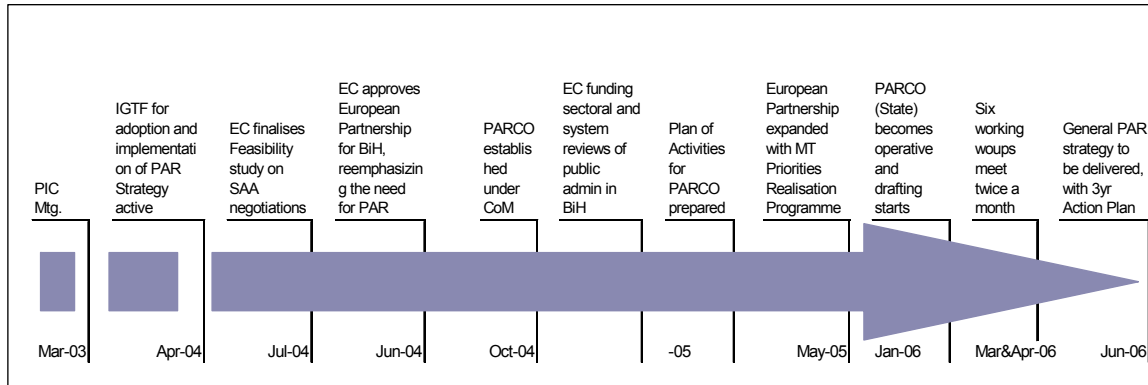 PIC
Mtg.
IGTF for
adoption and
implementati
on of PAR
Strategy
active
EC finalises
Feasibility
study on
SAA
negotiations
EC approves
European
Partnership
for BiH,
reemphasizin
g the need
for PAR
PARCO
establis
hed
under
CoM
EC funding
sectoral and
system
reviews of
public
admin in
BiH
Plan of
Activities
for
PARCO
prepared
European
Partnership
expanded
with MT
Priorities
Realisation
Programme
PARCO
(State)
becomes
operative
and
drafting
starts
Six
working
woups
meet
twice a
month
General PAR
strategy to
be delivered,
with 3yr
Action Plan
Mar-03
Apr-04
Jul-04
Jun-04
Oct-04
-05
May-05
Jan-06
Mar&Apr-06
Jun-06